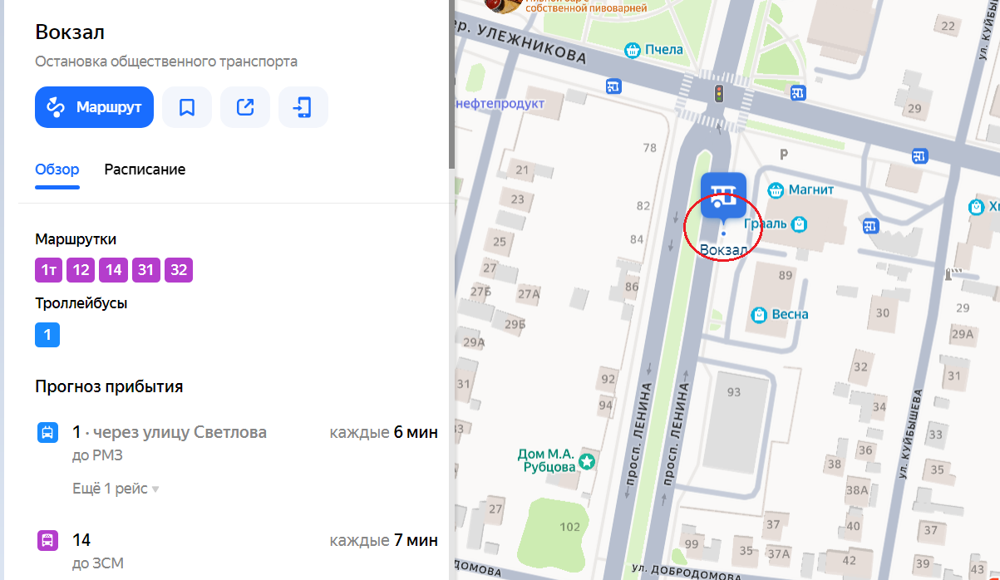 Вокзал
Остановка общественного транспорта
Маршрут
Обзор
Расписание
Маршрутки
1т 12 14 31 32
Троллейбусы
1
Прогноз прибытия
1 · через улицу Светлова
каждые 6 мин
до РМЗ
Ещё 1 рейс
14
каждые 7 мин
до ЗСМ
собственной пивоварней
ер. УЛЕЖНИКОВА
Пчела
22
ул. КУЙБЫШЕВА
нефтепродукт
29
78
P
21
Магнит
23
82
Грааль
25
84
Вокзал
27
86
89
27Б
27А
29
Весна
30
29Б
29А
29А
92
32
31
31
93
94
34
просп. ЛЕНИНА
просп. ЛЕНИНА
ул. КУЙБЫШЕВА
33
33
Дом М.А.
Рубцова
36
38
35
38А
27
102
37
40
37
99
35
37А
42
39
43
ДОМОВА
ул. ДОБРОДОМОВА